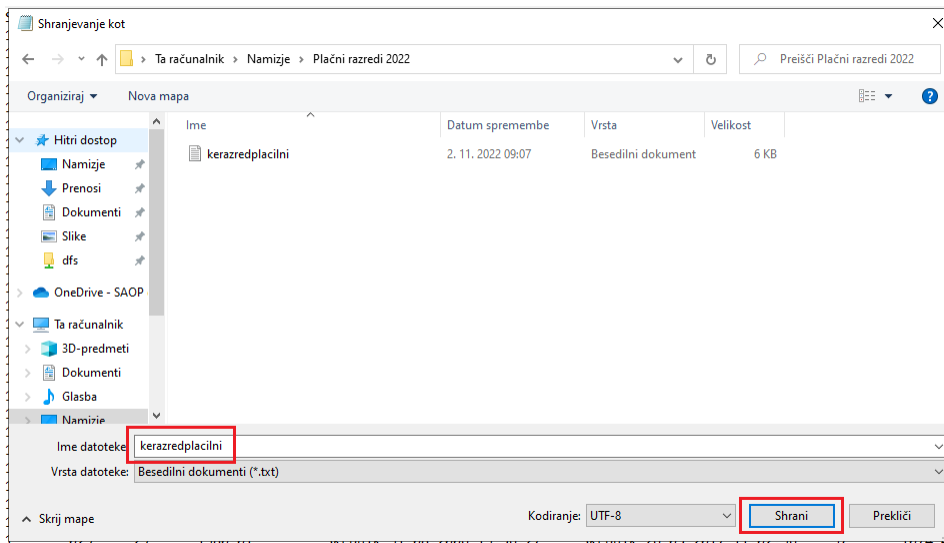 Shranjevanje kot
Ta računalnik > Namizje > Plačni razredi 2022
Preišči Plačni razredi 2022
Organiziraj
Nova mapa
Ime
Datum spremembe
Vrsta
Velikost
kerazredplacilni
2. 11. 2022 09:07
Besedilni dokument
6 KB
Hitri dostop
Namizje
Prenosi
Dokumenti
Slike
dfs
OneDrive - SAOP
Ta računalnik
3D-predmeti
Dokumenti
Glasba
Namizje
Ime datoteke
kerazredplacilni
Vrsta datoteke: Besedilni dokumenti (*.txt)
Skrij mape
Kodiranje: UTF-8
Shrani
Prekliči